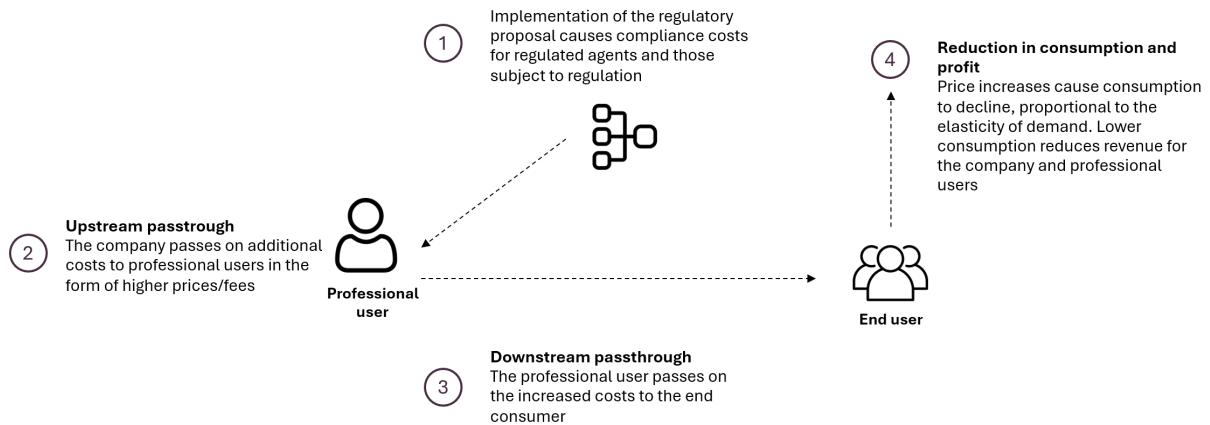 1
Implementation of the regulatory
proposal causes compliance costs
for regulated agents and those
subject to regulation
2
Upstream passtrough
The company passes on additional
costs to professional users in the
form of higher prices/fees
Professional
user
3
Downstream passthrough
The professional user passes on
the increased costs to the end
consumer
End user
4
Reduction in consumption and
profit
Price increases cause consumption
to decline, proportional to the
elasticity of demand. Lower
consumption reduces revenue for
the company and professional
users